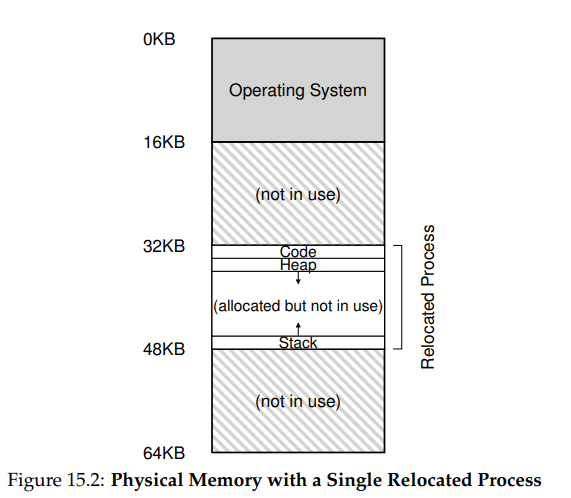 0KB
Operating System
16KB
(not in use)
32KB
Code
Heap
(allocated but not in use)
Stack
48KB
(not in use)
64KB
Relocated Process
Figure 15.2: Physical Memory with a Single Relocated Process